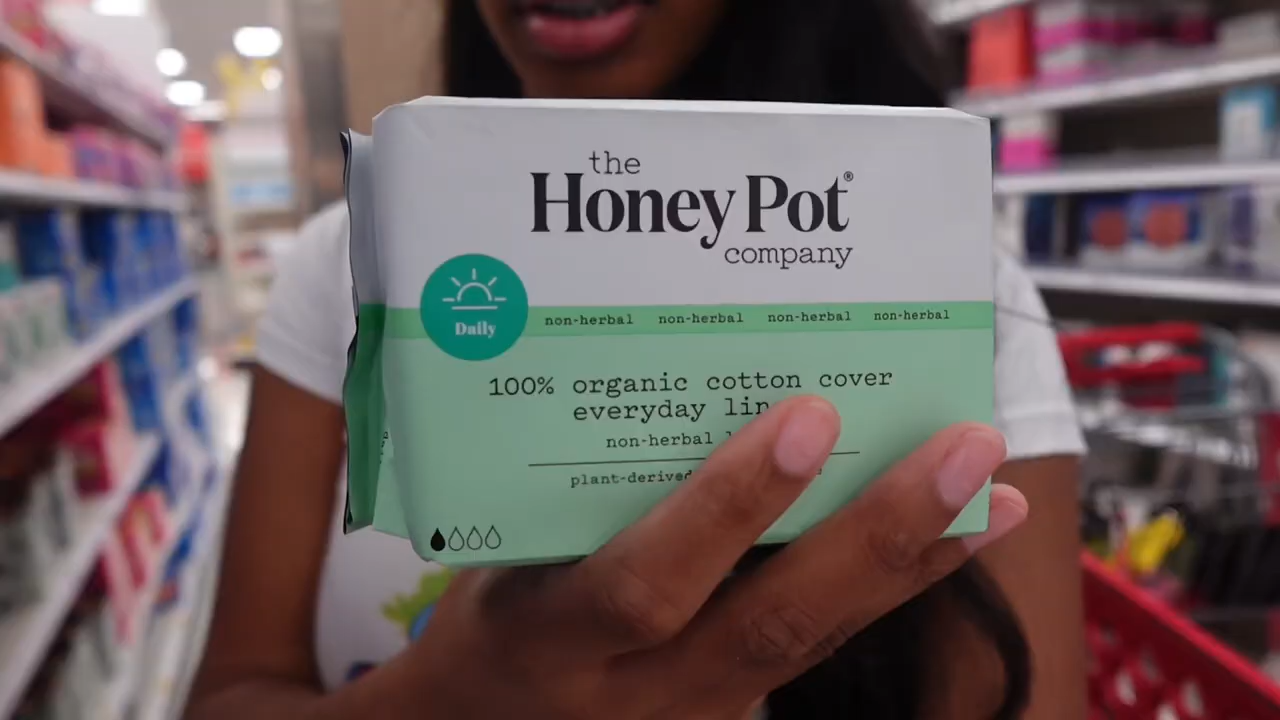 the
Honey Pot®
company
Daily
non-herbal non-herbal non-herbal non-herbal
100% organic cotton cover
everyday
non-herbal
plant-derived